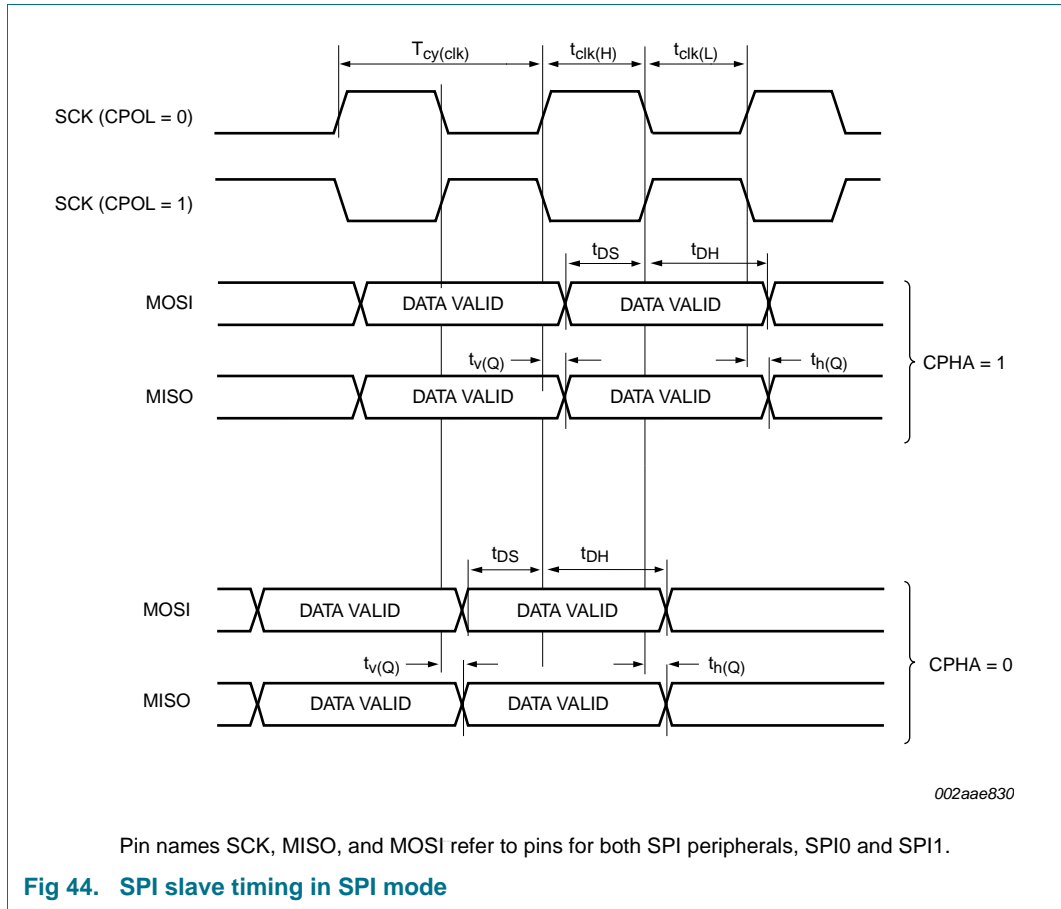 Tcy(clk) tclk(H) tclk(L)
SCK (CPOL = 0)
SCK (CPOL = 1)
tDS tDH
MOSI DATA VALID DATA VALID
tv(Q) th(Q)
CPHA = 1
MISO DATA VALID DATA VALID
tDS tDH
MOSI DATA VALID DATA VALID
tv(Q) th(Q)
CPHA = 0
MISO DATA VALID DATA VALID
002aae830
Pin names SCK, MISO, and MOSI refer to pins for both SPI peripherals, SPI0 and SPI1.
Fig 44. SPI slave timing in SPI mode